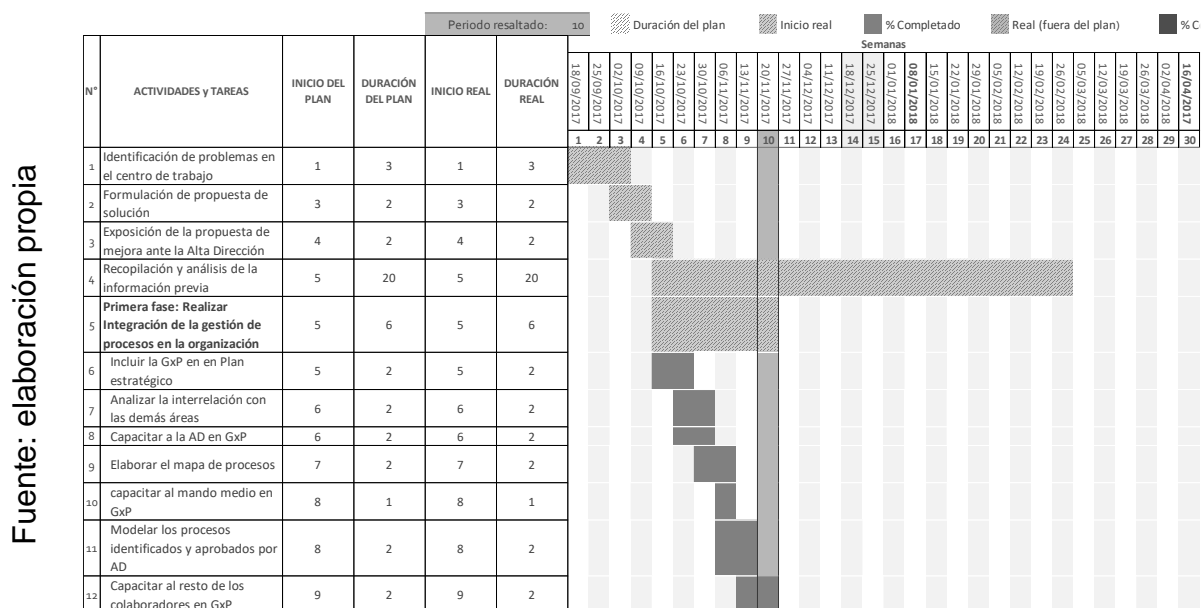 Periodo resaltado: 10 Duración del plan Inicio real % Completado Real (fuera del plan) % C
Semanas
N° ACTIVIDADES y TAREAS INICIO DEL PLAN DURACIÓN DEL PLAN INICIO REAL DURACIÓN REAL
18/09/2017 25/09/2017 02/10/2017 09/10/2017 16/10/2017 23/10/2017 30/10/2017 06/11/2017 13/11/2017 20/11/2017 27/11/2017 04/12/2017 11/12/2017 18/12/2017 25/12/2017 01/01/2018 08/01/2018 15/01/2018 22/01/2018 29/01/2018 05/02/2018 12/02/2018 19/02/2018 26/02/2018 05/03/2018 12/03/2018 19/03/2018 26/03/2018 02/04/2018 16/04/2017
1 2 3 4 5 6 7 8 9 10 11 12 13 14 15 16 17 18 19 20 21 22 23 24 25 26 27 28 29 30
1 Identificación de problemas en
el centro de trabajo 1 3 1 3
2 Formulación de propuesta de
solución 3 2 3 2
3 Exposición de la propuesta de
mejora ante la Alta Dirección 4 2 4 2
4 Recopilación y análisis de la
información previa 5 20 5 20
Primera fase: Realizar
5 Integración de la gestión de
procesos en la organización 5 6 5 6
6 Incluir la GxP en en Plan
estratégico 5 2 5 2
7 Analizar la interrelación con
las demás áreas 6 2 6 2
8 Capacitar a la AD en GxP 6 2 6 2
9 Elaborar el mapa de procesos 7 2 7 2
10 capacitar al mando medio en
GxP 8 1 8 1
Modelar los procesos
11 identificados y aprobados por
AD 8 2 8 2
12 Capacitar al resto de los
colaboradores en GxP 9 2 9 2
Fuente: elaboración propia